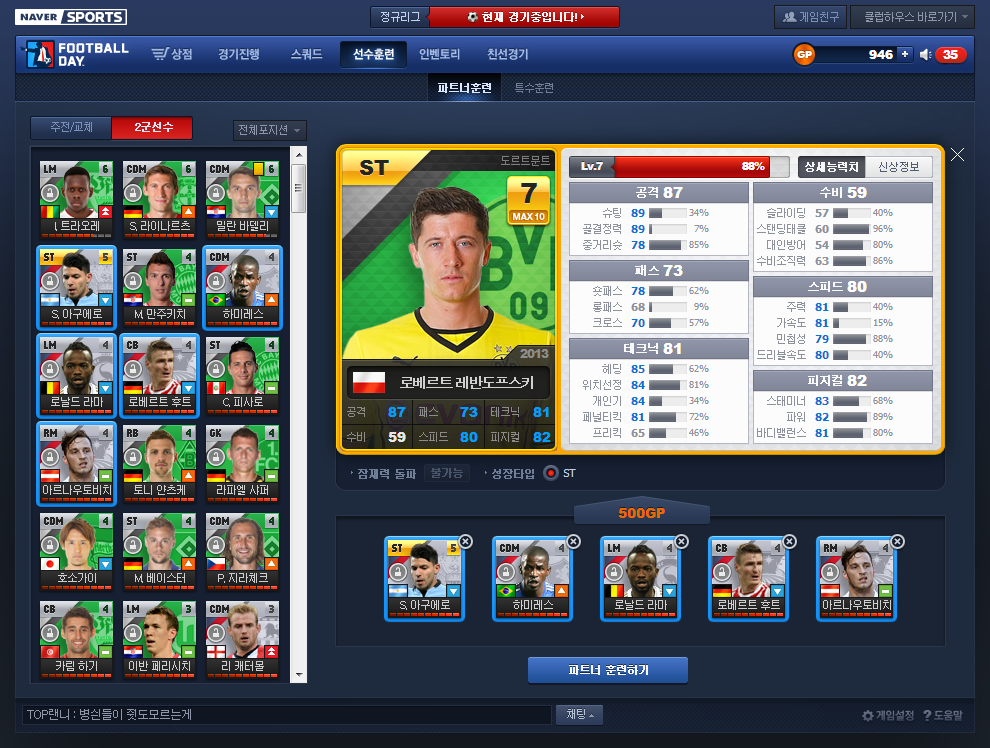 NAVER SPORTS
정규리그 현재 경기중입니다!
게임친구 클럽하우스 바로가기
FOOTBALL DAY.
상점 경기진행 스쿼드 선수훈련 인벤토리 친선경기
GP 946 + 35
파트너훈련 특수훈련
주전/교체 2군선수 전체포지션
LM 6 CDM 6 CDM 6
I, 트라오레 S, 라이나르츠 밀란 바델리
ST 5 ST 4 CDM 4
S, 아구에로 M, 만주키치 하미레스
LM 4 CB 4 ST 4
로날드 라마 로베르트 후트 C, 피사로
RM 4 RB 4 GK 4
아르나우토비치 토니 얀츠케 라파엘 샤퍼
CDM 4 ST 4 CDM 4
호소가이 M, 베이스터 P, 지라체크
CB 4 LM 3 CDM 3
카림 하기 이반 페리시치 리 캐터몰
ST 도르트문트
7
MAX 10
BVB 09
2013
로베르트 레반도프스키
공격 87 패스 73 테크닉 81
수비 59 스피드 80 피지컬 82
Lv.7 88% 상세능력치 신상정보
공격 87
슈팅 89 34%
골결정력 89 7%
중거리슛 78 85%
패스 73
숏패스 78 62%
롱패스 68 9%
크로스 70 57%
테크닉 81
헤딩 85 62%
위치선정 84 81%
개인기 84 34%
페널티킥 81 72%
프리킥 65 46%
수비 59
슬라이딩 57 40%
스탠딩태클 60 96%
대인방어 54 80%
수비조직력 63 86%
스피드 80
주력 81 40%
가속도 81 15%
민첩성 79 88%
드리블속도 80 40%
피지컬 82
스태미너 83 68%
파워 82 89%
바디밸런스 81 80%
잠재력 돌파 불가능 성장타입 ST
500GP
ST 5 CDM 4 LM 4 CB 4 RM 4
S, 아구에로 하미레스 로날드 라마 로베르트 후트 아르나우토비치
파트너 훈련하기
TOP랜니 : 병신들이 쥣도모르는게 채팅
게임설정 ? 도움말